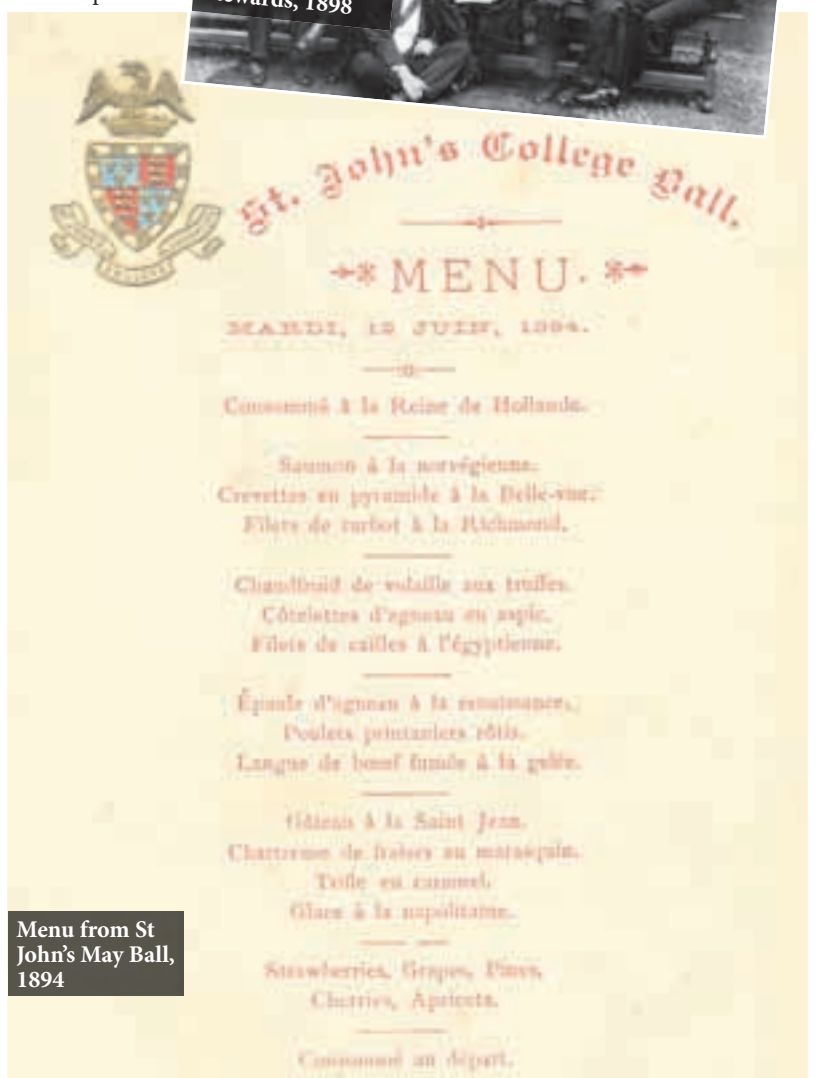 Stewards, 1898
St. John's College Ball.
MENU.
MARDI, 12 JUIN, 1894.
Consommé à la Reine de Hollande.
Saumon à la norvégienne.
Crevettes en pyramide à la Belle-vue.
Filets de turbot à la Richmond.
Chaudfroid de volaille aux truffes.
Côtelettes d'agneau en aspic.
Filets de cailles à l'égyptienne.
Épaule d'agneau à la renaissance.
Poulets printaniers rôtis.
Langue de bœuf fumée à la gelée.
Gâteau à la Saint Jean.
Chartreuse de fraises au marasquin.
en caramel.
Glace à la napolitaine.
Strawberries, Grapes, Pines,
Cherries, Apricots.
Consommé au départ.
Menu from St
John's May Ball,
1894